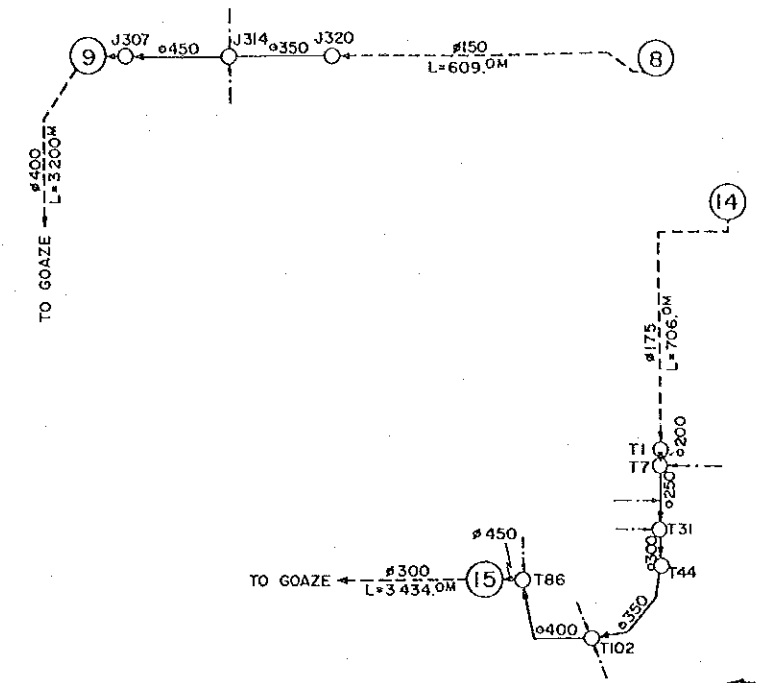 J307
ø450
J314
ø350
J320
ø150
L=609.0M
9
8
ø400
L=3200M
TO GOAZE
14
ø175
L=706.0M
T1
ø200
T7
ø250
T31
ø300
T44
ø450
ø300
TO GOAZE
L=3434.0M
15
T86
ø350
ø400
T102